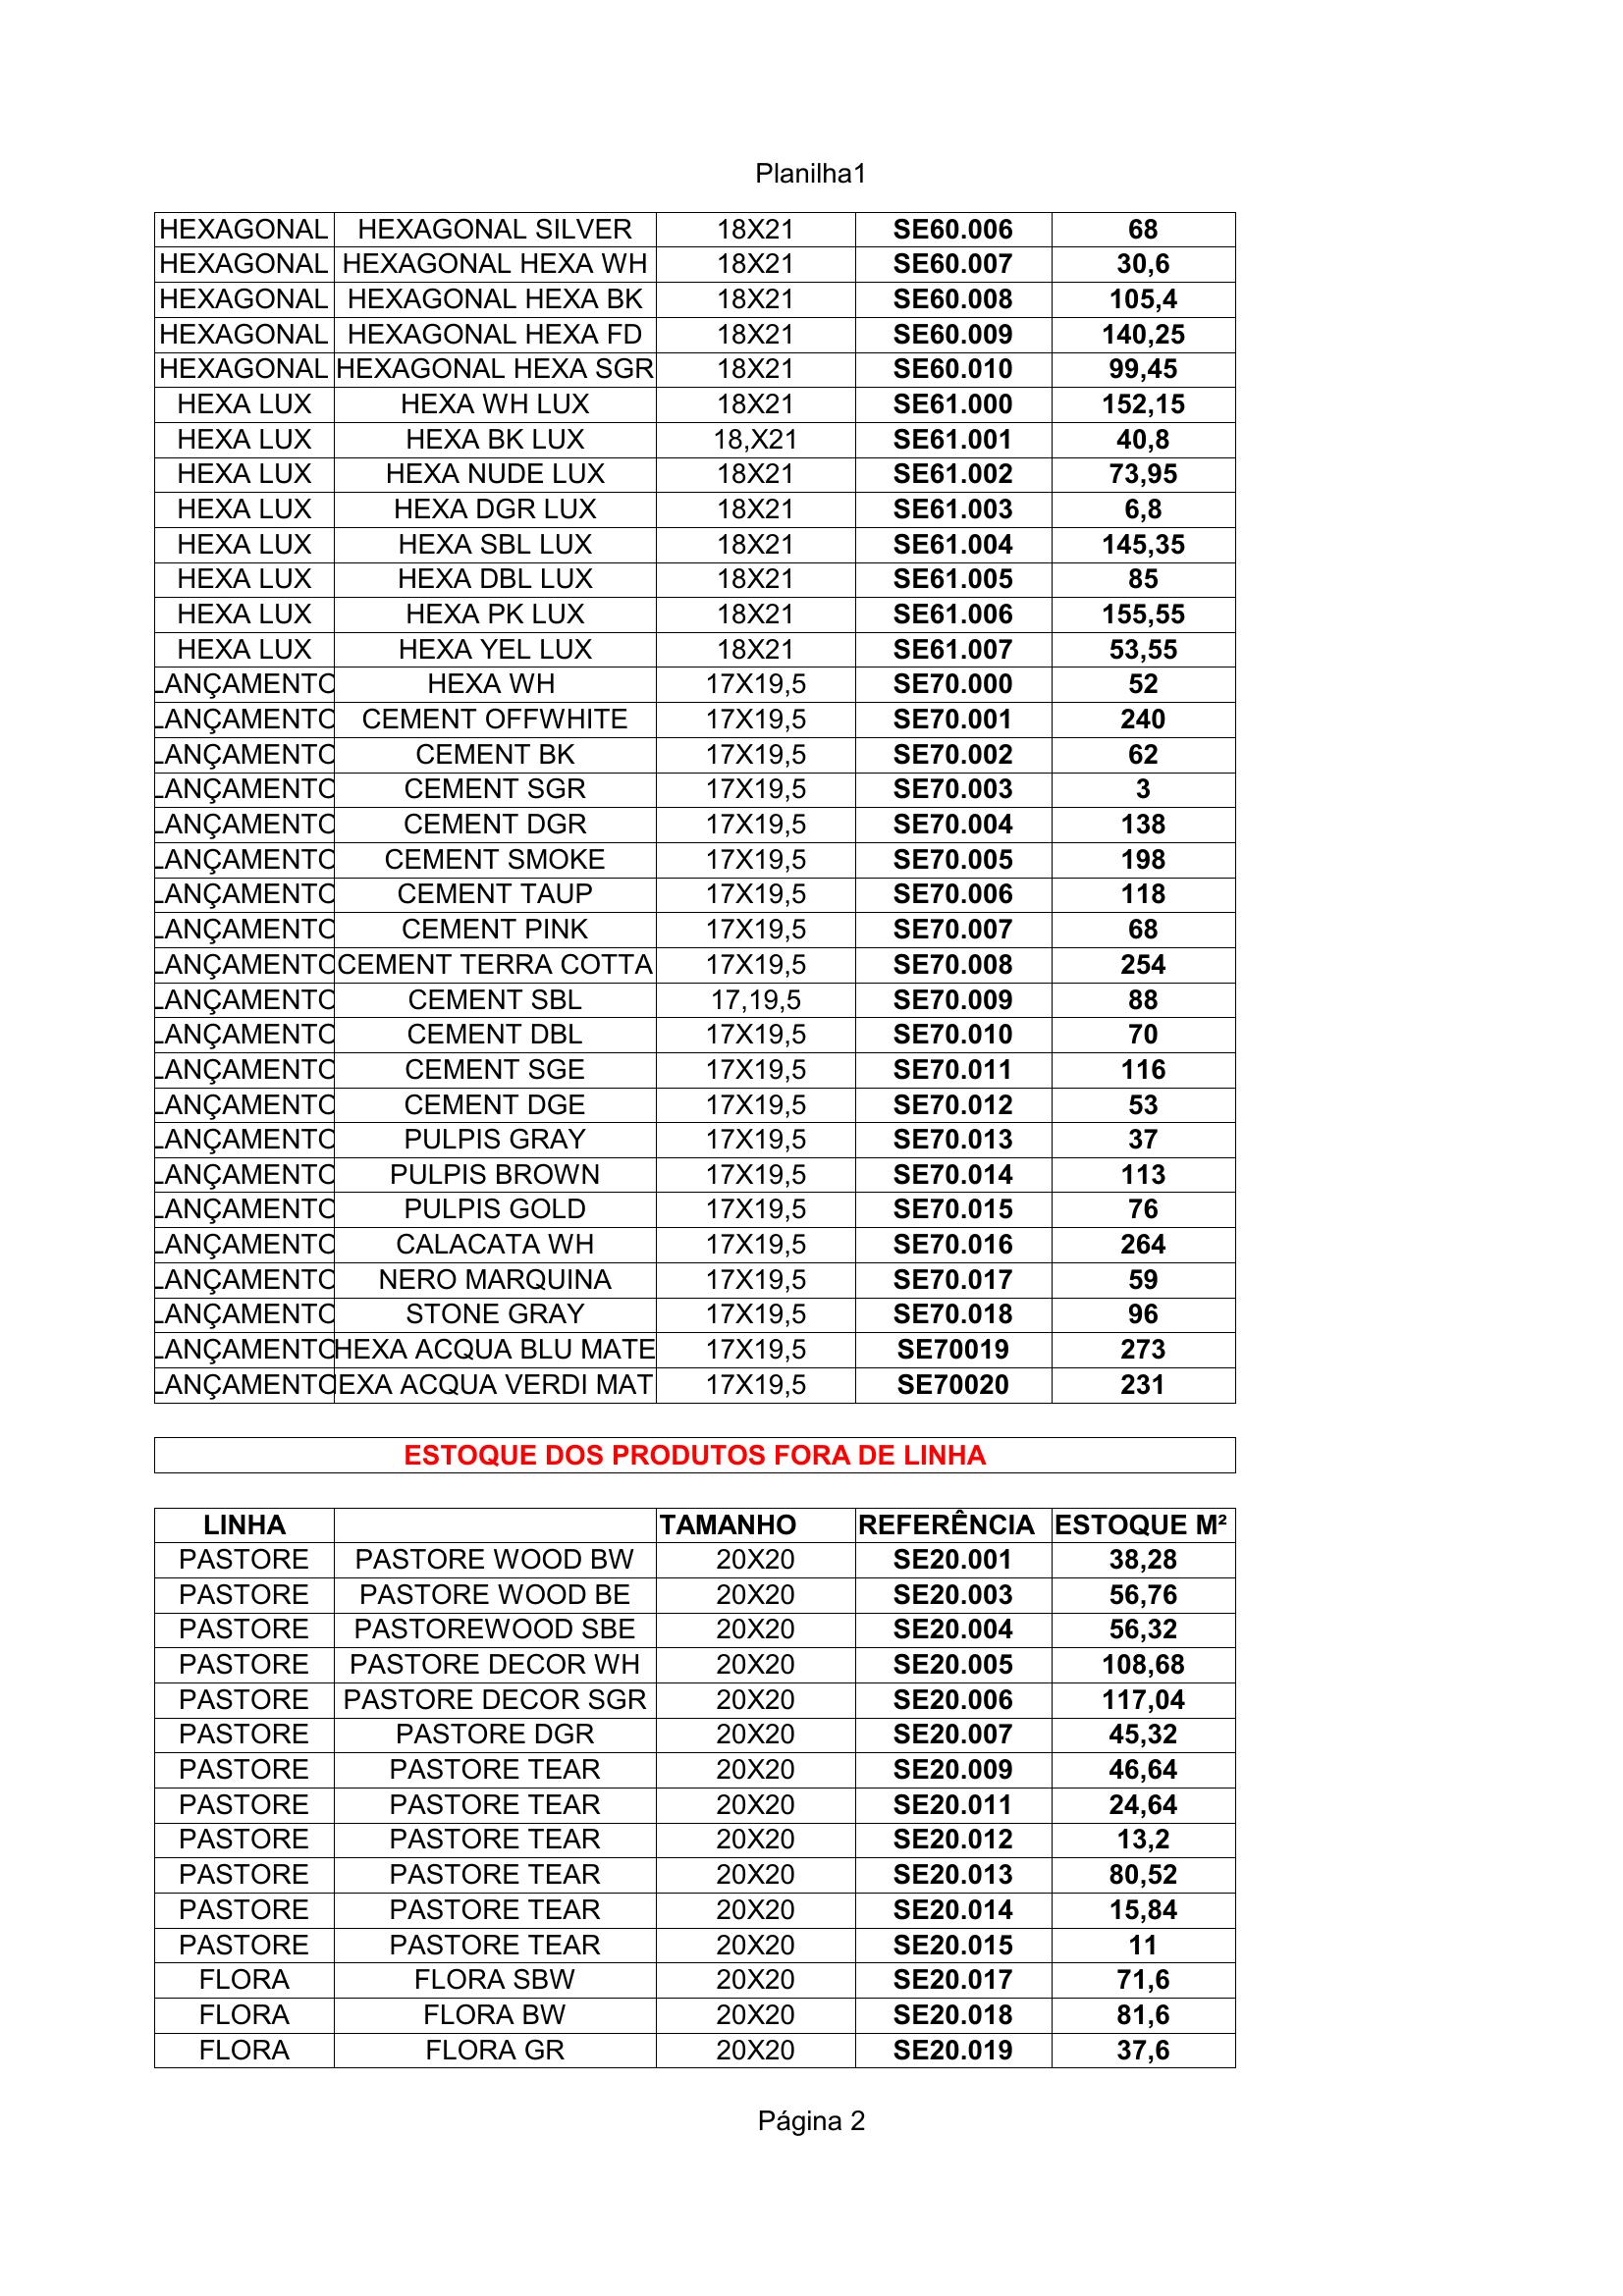 Planilha1
HEXAGONAL HEXAGONAL SILVER 18X21 SE60.006 68
HEXAGONAL HEXAGONAL HEXA WH 18X21 SE60.007 30,6
HEXAGONAL HEXAGONAL HEXA BK 18X21 SE60.008 105,4
HEXAGONAL HEXAGONAL HEXA FD 18X21 SE60.009 140,25
HEXAGONAL HEXAGONAL HEXA SGR 18X21 SE60.010 99,45
HEXA LUX HEXA WH LUX 18X21 SE61.000 152,15
HEXA LUX HEXA BK LUX 18,X21 SE61.001 40,8
HEXA LUX HEXA NUDE LUX 18X21 SE61.002 73,95
HEXA LUX HEXA DGR LUX 18X21 SE61.003 6,8
HEXA LUX HEXA SBL LUX 18X21 SE61.004 145,35
HEXA LUX HEXA DBL LUX 18X21 SE61.005 85
HEXA LUX HEXA PK LUX 18X21 SE61.006 155,55
HEXA LUX HEXA YEL LUX 18X21 SE61.007 53,55
LANÇAMENTO HEXA WH 17X19,5 SE70.000 52
LANÇAMENTO CEMENT OFFWHITE 17X19,5 SE70.001 240
LANÇAMENTO CEMENT BK 17X19,5 SE70.002 62
LANÇAMENTO CEMENT SGR 17X19,5 SE70.003 3
LANÇAMENTO CEMENT DGR 17X19,5 SE70.004 138
LANÇAMENTO CEMENT SMOKE 17X19,5 SE70.005 198
LANÇAMENTO CEMENT TAUP 17X19,5 SE70.006 118
LANÇAMENTO CEMENT PINK 17X19,5 SE70.007 68
LANÇAMENTO CEMENT TERRA COTTA 17X19,5 SE70.008 254
LANÇAMENTO CEMENT SBL 17,19,5 SE70.009 88
LANÇAMENTO CEMENT DBL 17X19,5 SE70.010 70
LANÇAMENTO CEMENT SGE 17X19,5 SE70.011 116
LANÇAMENTO CEMENT DGE 17X19,5 SE70.012 53
LANÇAMENTO PULPIS GRAY 17X19,5 SE70.013 37
LANÇAMENTO PULPIS BROWN 17X19,5 SE70.014 113
LANÇAMENTO PULPIS GOLD 17X19,5 SE70.015 76
LANÇAMENTO CALACATA WH 17X19,5 SE70.016 264
LANÇAMENTO NERO MARQUINA 17X19,5 SE70.017 59
LANÇAMENTO STONE GRAY 17X19,5 SE70.018 96
LANÇAMENTO HEXA ACQUA BLU MATE 17X19,5 SE70019 273
LANÇAMENTO EXA ACQUA VERDI MAT 17X19,5 SE70020 231
ESTOQUE DOS PRODUTOS FORA DE LINHA
LINHA TAMANHO REFERÊNCIA ESTOQUE M²
PASTORE PASTORE WOOD BW 20X20 SE20.001 38,28
PASTORE PASTORE WOOD BE 20X20 SE20.003 56,76
PASTORE PASTOREWOOD SBE 20X20 SE20.004 56,32
PASTORE PASTORE DECOR WH 20X20 SE20.005 108,68
PASTORE PASTORE DECOR SGR 20X20 SE20.006 117,04
PASTORE PASTORE DGR 20X20 SE20.007 45,32
PASTORE PASTORE TEAR 20X20 SE20.009 46,64
PASTORE PASTORE TEAR 20X20 SE20.011 24,64
PASTORE PASTORE TEAR 20X20 SE20.012 13,2
PASTORE PASTORE TEAR 20X20 SE20.013 80,52
PASTORE PASTORE TEAR 20X20 SE20.014 15,84
PASTORE PASTORE TEAR 20X20 SE20.015 11
FLORA FLORA SBW 20X20 SE20.017 71,6
FLORA FLORA BW 20X20 SE20.018 81,6
FLORA FLORA GR 20X20 SE20.019 37,6
Página 2